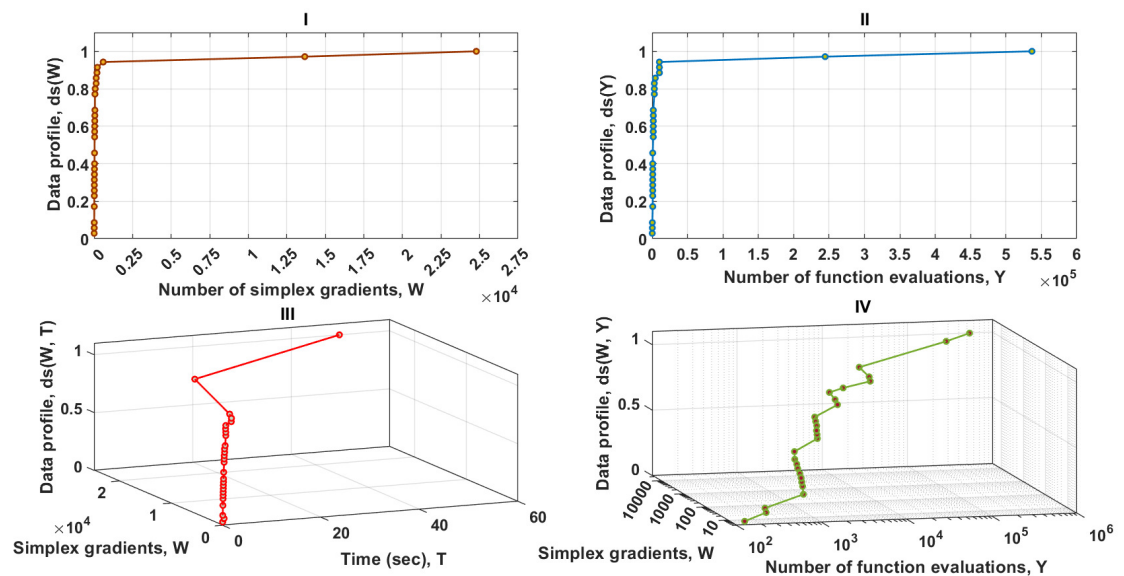 I
Data profile, ds(W)
1
0.8
0.6
0.4
0.2
0
0 0.25 0.5 0.75 1 1.25 1.5 1.75 2 2.25 2.5 2.75
Number of simplex gradients, W
×10^4
II
Data profile, ds(Y)
1
0.8
0.6
0.4
0.2
0
0 0.5 1 1.5 2 2.5 3 3.5 4 4.5 5 5.5 6
Number of function evaluations, Y
×10^5
III
Data profile, ds(W, T)
1
0.5
0
2
1
0
×10^4
Simplex gradients, W
0 20 40 60
Time (sec), T
IV
Data profile, ds(W, Y)
1
0.5
0
10000
1000
100
10
Simplex gradients, W
10^2 10^3 10^4 10^5 10^6
Number of function evaluations, Y